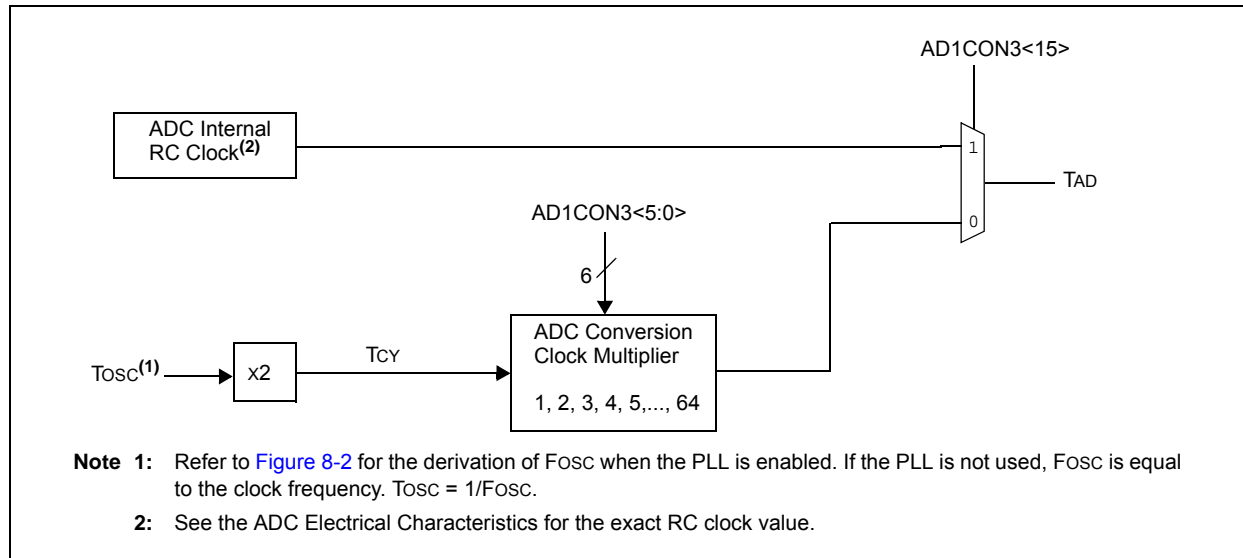 AD1CON3<15>
ADC Internal
RC Clock(2)
1
TAD
AD1CON3<5:0>
0
6
ADC Conversion
Clock Multiplier
TOSC(1)
X2
TCY
1, 2, 3, 4, 5,..., 64
Note 1: Refer to Figure 8-2 for the derivation of FOSC when the PLL is enabled. If the PLL is not used, FOSC is equal
to the clock frequency. TOSC = 1/FOSC.
2: See the ADC Electrical Characteristics for the exact RC clock value.